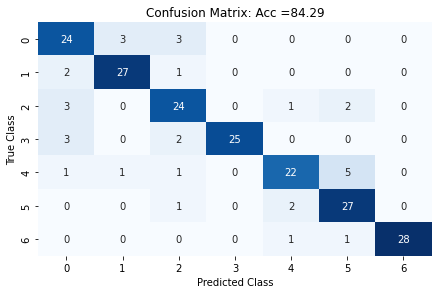 Confusion Matrix: Acc =84.29
True Class
0 24 3 3 0 0 0 0
1 2 27 1 0 0 0 0
2 3 0 24 0 1 2 0
3 3 0 2 25 0 0 0
4 1 1 1 0 22 5 0
5 0 0 1 0 2 27 0
6 0 0 0 0 1 1 28
0 1 2 3 4 5 6
Predicted Class